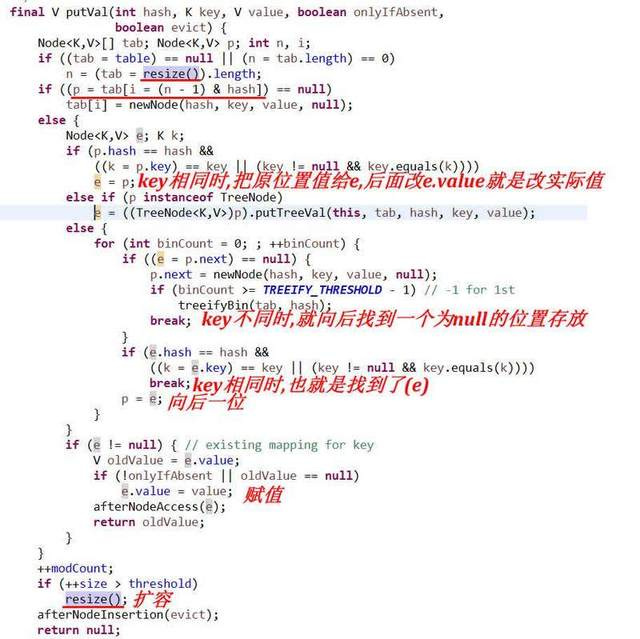 final V putVal(int hash, K key, V value, boolean onlyIfAbsent,
boolean evict) {
Node<K,V>[] tab; Node<K,V> p; int n, i;
if ((tab = table) == null || (n = tab.length) == 0)
n = (tab = resize()).length;
if ((p = tab[i = (n - 1) & hash]) == null)
tab[i] = newNode(hash, key, value, null);
else {
Node<K,V> e; K k;
if (p.hash == hash &&
((k = p.key) == key || (key != null && key.equals(k))))
e = p;key相同时,把原位置值给e,后面改e.value就是改实际值
else if (p instanceof TreeNode)
e = ((TreeNode<K,V>)p).putTreeVal(this, tab, hash, key, value);
else {
for (int binCount = 0; ; ++binCount) {
if ((e = p.next) == null) {
p.next = newNode(hash, key, value, null);
if (binCount >= TREEIFY_THRESHOLD - 1) // -1 for 1st
treeifyBin(tab, hash);
break; key不同时,就向后找到一个为null的位置存放
}
if (e.hash == hash &&
((k = e.key) == key || (key != null && key.equals(k))))
break;key相同时,也就是找到了(e)
p = e; 向后一位
}
}
if (e != null) { // existing mapping for key
V oldValue = e.value;
if (!onlyIfAbsent || oldValue == null)
e.value = value; 赋值
afterNodeAccess(e);
return oldValue;
}
}
++modCount;
if (++size > threshold)
resize(); 扩容
afterNodeInsertion(evict);
return null;